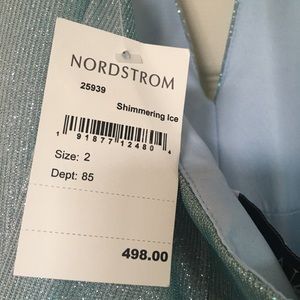 NORDSTROM
25939
Shimmering Ice
1 91877 12480 4
Size: 2
Dept: 85
498.00